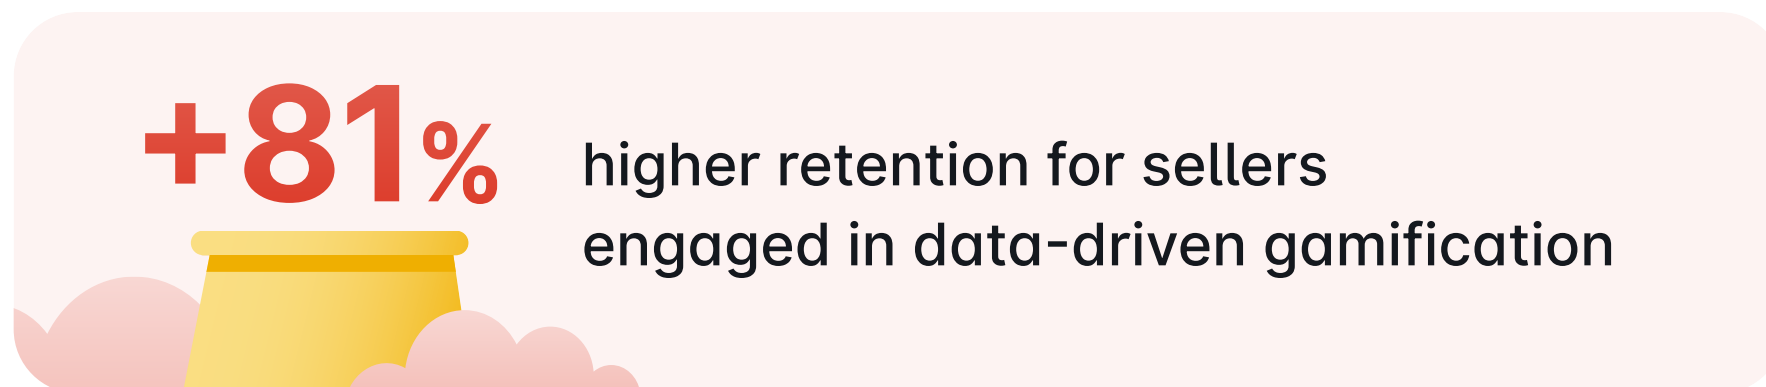 +81%
higher retention for sellers
engaged in data-driven gamification